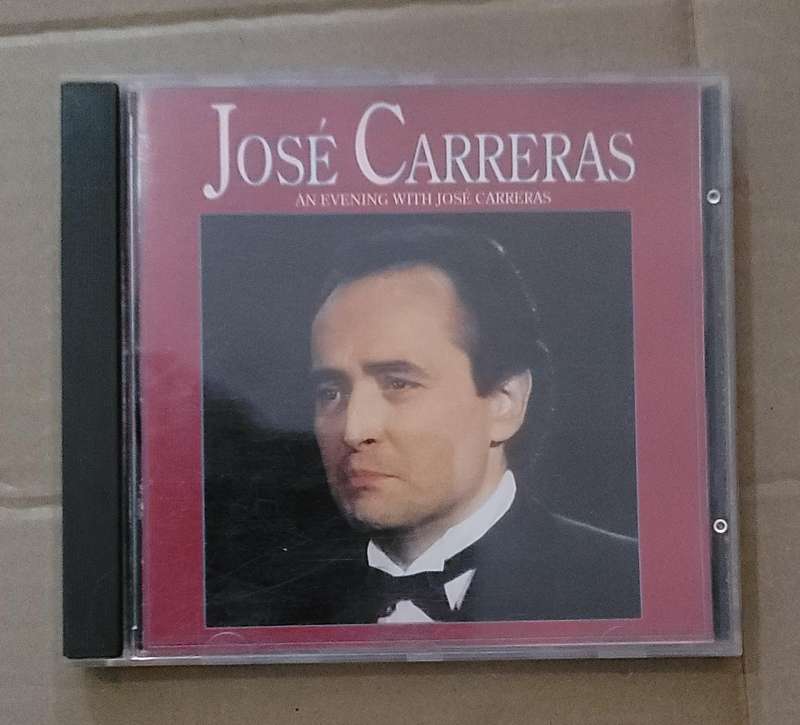 JOSÉ CARRERAS
AN EVENING WITH JOSÉ CARRERAS